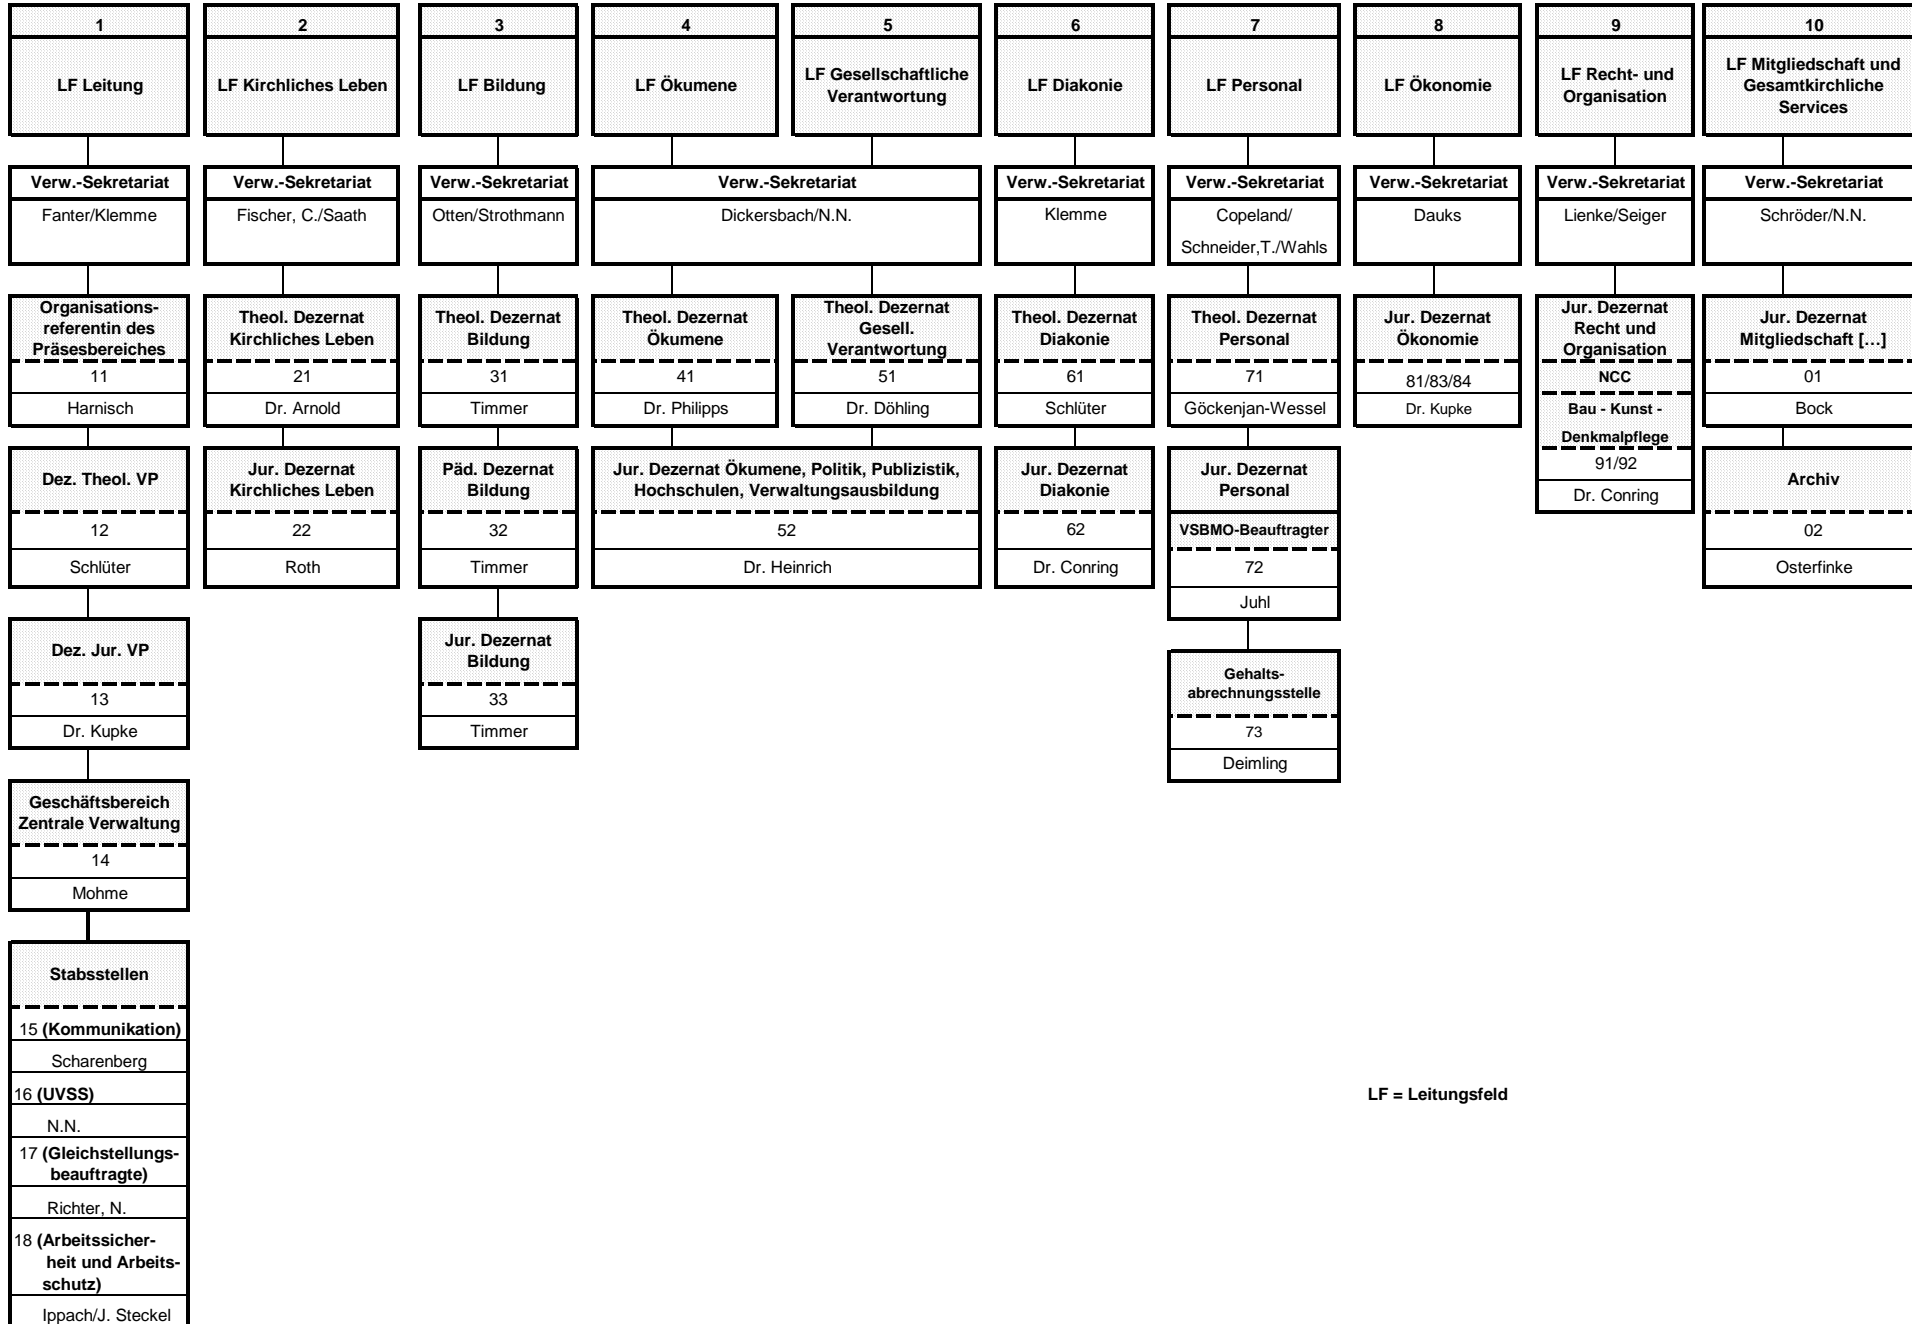 1
LF Leitung
Verw.-Sekretariat
Fanter/Klemme
Organisations-
referentin des
Präsesbereiches
11
Harnisch
Dez. Theol. VP
12
Schlüter
Dez. Jur. VP
13
Dr. Kupke
Geschäftsbereich
Zentrale Verwaltung
14
Mohme
Stabsstellen
15 (Kommunikation)
Scharenberg
16 (UVSS)
N.N.
17 (Gleichstellungs-
beauftragte)
Richter, N.
18 (Arbeitssicher-
heit und Arbeits-
schutz)
Ippach/J. Steckel
2
LF Kirchliches Leben
Verw.-Sekretariat
Fischer, C./Saath
Theol. Dezernat
Kirchliches Leben
21
Dr. Arnold
Jur. Dezernat
Kirchliches Leben
22
Roth
3
LF Bildung
Verw.-Sekretariat
Otten/Strothmann
Theol. Dezernat
Bildung
31
Timmer
Päd. Dezernat
Bildung
32
Timmer
Jur. Dezernat
Bildung
33
Timmer
4
LF Ökumene
5
LF Gesellschaftliche
Verantwortung
Verw.-Sekretariat
Dickersbach/N.N.
Theol. Dezernat
Ökumene
41
Dr. Philipps
Theol. Dezernat
Gesell.
Verantwortung
51
Dr. Döhling
Jur. Dezernat Ökumene, Politik, Publizistik,
Hochschulen, Verwaltungsausbildung
52
Dr. Heinrich
6
LF Diakonie
Verw.-Sekretariat
Klemme
Theol. Dezernat
Diakonie
61
Schlüter
Jur. Dezernat
Diakonie
62
Dr. Conring
7
LF Personal
Verw.-Sekretariat
Copeland/
Schneider,T./Wahls
Theol. Dezernat
Personal
71
Göckenjan-Wessel
Jur. Dezernat
Personal
VSBMO-Beauftragter
72
Juhl
Gehalts-
abrechnungsstelle
73
Deimling
8
LF Ökonomie
Verw.-Sekretariat
Dauks
Jur. Dezernat
Ökonomie
81/83/84
Dr. Kupke
9
LF Recht- und
Organisation
Verw.-Sekretariat
Lienke/Seiger
Jur. Dezernat
Recht und
Organisation
NCC
Bau - Kunst -
Denkmalpflege
91/92
Dr. Conring
10
LF Mitgliedschaft und
Gesamtkirchliche
Services
Verw.-Sekretariat
Schröder/N.N.
Jur. Dezernat
Mitgliedschaft [...]
01
Bock
Archiv
02
Osterfinke
LF = Leitungsfeld